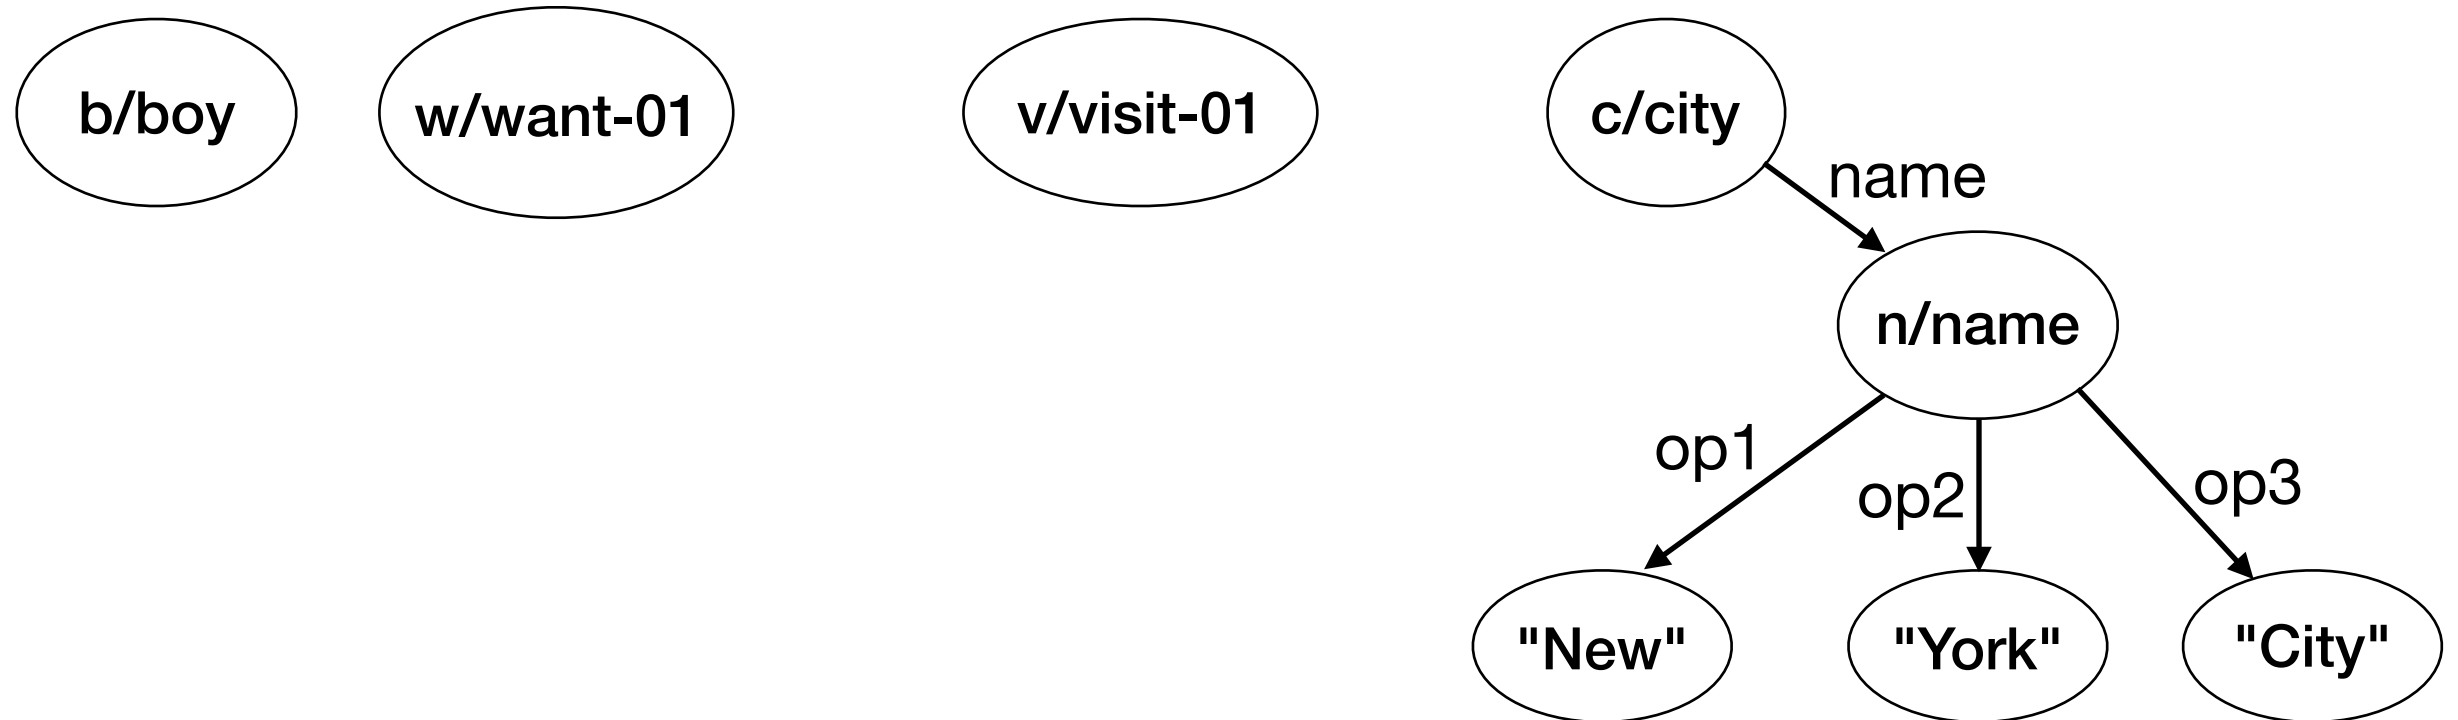 b/boy
w/want-01
v/visit-01
c/city
name
n/name
op1
op2
op3
"New"
"York"
"City"